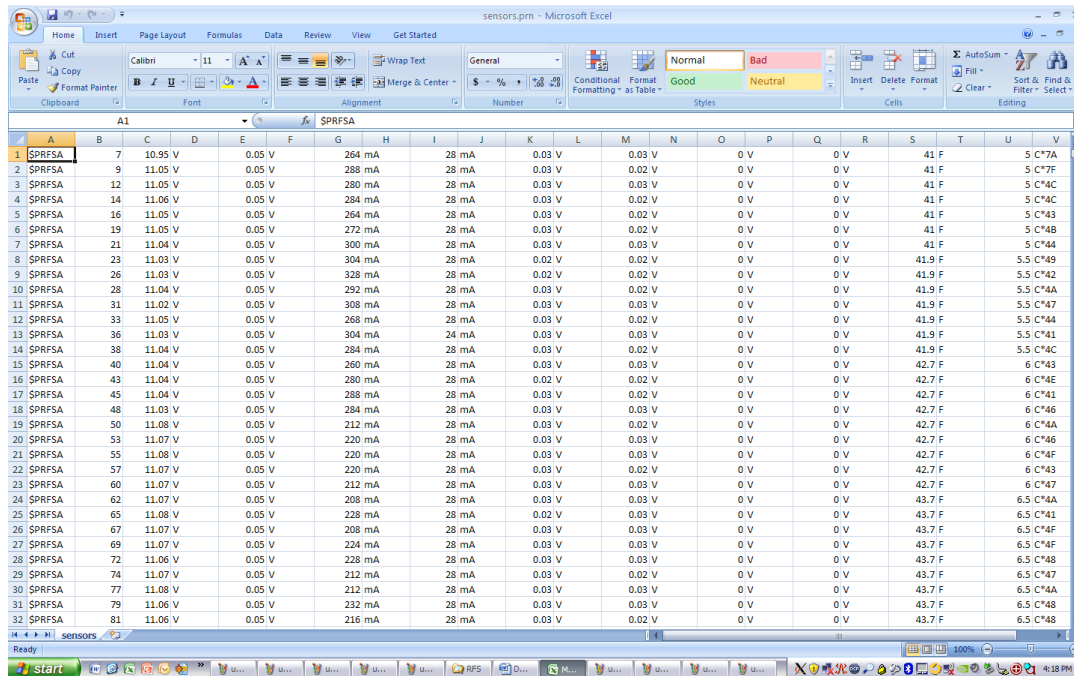 sensors.prn - Microsoft Excel
Home Insert Page Layout Formulas Data Review View Get Started
Cut Calibri 11 Wrap Text General Normal Bad AutoSum
Copy Fill
Paste Format Painter B I U Merge & Center $ % , Conditional Formatting Format as Table Good Neutral Insert Delete Format Clear Sort & Filter Find & Select
Clipboard Font Alignment Number Styles Cells Editing
A1 fx $PRFSA
A B C D E F G H I J K L M N O P Q R S T U V
1 $PRFSA 7 10.95 V 0.05 V 264 mA 28 mA 0.03 V 0.03 V 0 V 0 V 41 F 5 C*7A
2 $PRFSA 9 11.05 V 0.05 V 288 mA 28 mA 0.03 V 0.02 V 0 V 0 V 41 F 5 C*7F
3 $PRFSA 12 11.05 V 0.05 V 280 mA 28 mA 0.03 V 0.03 V 0 V 0 V 41 F 5 C*4C
4 $PRFSA 14 11.06 V 0.05 V 284 mA 28 mA 0.03 V 0.02 V 0 V 0 V 41 F 5 C*4C
5 $PRFSA 16 11.05 V 0.05 V 264 mA 28 mA 0.03 V 0.02 V 0 V 0 V 41 F 5 C*43
6 $PRFSA 19 11.05 V 0.05 V 272 mA 28 mA 0.03 V 0.02 V 0 V 0 V 41 F 5 C*4B
7 $PRFSA 21 11.04 V 0.05 V 300 mA 28 mA 0.03 V 0.03 V 0 V 0 V 41 F 5 C*44
8 $PRFSA 23 11.03 V 0.05 V 304 mA 28 mA 0.02 V 0.02 V 0 V 0 V 41.9 F 5.5 C*49
9 $PRFSA 26 11.03 V 0.05 V 328 mA 28 mA 0.02 V 0.02 V 0 V 0 V 41.9 F 5.5 C*42
10 $PRFSA 28 11.04 V 0.05 V 292 mA 28 mA 0.03 V 0.02 V 0 V 0 V 41.9 F 5.5 C*4A
11 $PRFSA 31 11.02 V 0.05 V 308 mA 28 mA 0.03 V 0.03 V 0 V 0 V 41.9 F 5.5 C*47
12 $PRFSA 33 11.05 V 0.05 V 268 mA 28 mA 0.03 V 0.02 V 0 V 0 V 41.9 F 5.5 C*44
13 $PRFSA 36 11.03 V 0.05 V 304 mA 24 mA 0.03 V 0.03 V 0 V 0 V 41.9 F 5.5 C*41
14 $PRFSA 38 11.04 V 0.05 V 284 mA 28 mA 0.03 V 0.02 V 0 V 0 V 41.9 F 5.5 C*4C
15 $PRFSA 40 11.04 V 0.05 V 260 mA 28 mA 0.03 V 0.03 V 0 V 0 V 42.7 F 6 C*43
16 $PRFSA 43 11.04 V 0.05 V 280 mA 28 mA 0.02 V 0.02 V 0 V 0 V 42.7 F 6 C*4E
17 $PRFSA 45 11.04 V 0.05 V 288 mA 28 mA 0.03 V 0.02 V 0 V 0 V 42.7 F 6 C*41
18 $PRFSA 48 11.03 V 0.05 V 284 mA 28 mA 0.03 V 0.03 V 0 V 0 V 42.7 F 6 C*46
19 $PRFSA 50 11.08 V 0.05 V 212 mA 28 mA 0.03 V 0.03 V 0 V 0 V 42.7 F 6 C*4A
20 $PRFSA 53 11.07 V 0.05 V 220 mA 28 mA 0.03 V 0.03 V 0 V 0 V 42.7 F 6 C*46
21 $PRFSA 55 11.08 V 0.05 V 220 mA 28 mA 0.03 V 0.03 V 0 V 0 V 42.7 F 6 C*4F
22 $PRFSA 57 11.07 V 0.05 V 220 mA 28 mA 0.03 V 0.02 V 0 V 0 V 42.7 F 6 C*43
23 $PRFSA 60 11.07 V 0.05 V 212 mA 28 mA 0.03 V 0.03 V 0 V 0 V 42.7 F 6 C*47
24 $PRFSA 62 11.07 V 0.05 V 208 mA 28 mA 0.03 V 0.03 V 0 V 0 V 43.7 F 6.5 C*4A
25 $PRFSA 65 11.08 V 0.05 V 228 mA 28 mA 0.02 V 0.03 V 0 V 0 V 43.7 F 6.5 C*41
26 $PRFSA 67 11.07 V 0.05 V 208 mA 28 mA 0.03 V 0.03 V 0 V 0 V 43.7 F 6.5 C*4F
27 $PRFSA 69 11.07 V 0.05 V 224 mA 28 mA 0.03 V 0.03 V 0 V 0 V 43.7 F 6.5 C*4F
28 $PRFSA 72 11.06 V 0.05 V 228 mA 28 mA 0.03 V 0.03 V 0 V 0 V 43.7 F 6.5 C*48
29 $PRFSA 74 11.07 V 0.05 V 212 mA 28 mA 0.03 V 0.02 V 0 V 0 V 43.7 F 6.5 C*47
30 $PRFSA 77 11.08 V 0.05 V 212 mA 28 mA 0.03 V 0.03 V 0 V 0 V 43.7 F 6.5 C*4A
31 $PRFSA 79 11.06 V 0.05 V 232 mA 28 mA 0.03 V 0.03 V 0 V 0 V 43.7 F 6.5 C*48
32 $PRFSA 81 11.06 V 0.05 V 216 mA 28 mA 0.03 V 0.02 V 0 V 0 V 43.7 F 6.5 C*48
sensors
Ready 100%
start u... u... u... u... u... RFS D... M... u... u... u... u... 4:18 PM